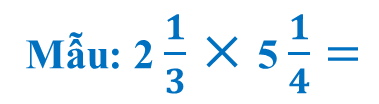 Mẫu: 2 1/3 × 5 1/4 =